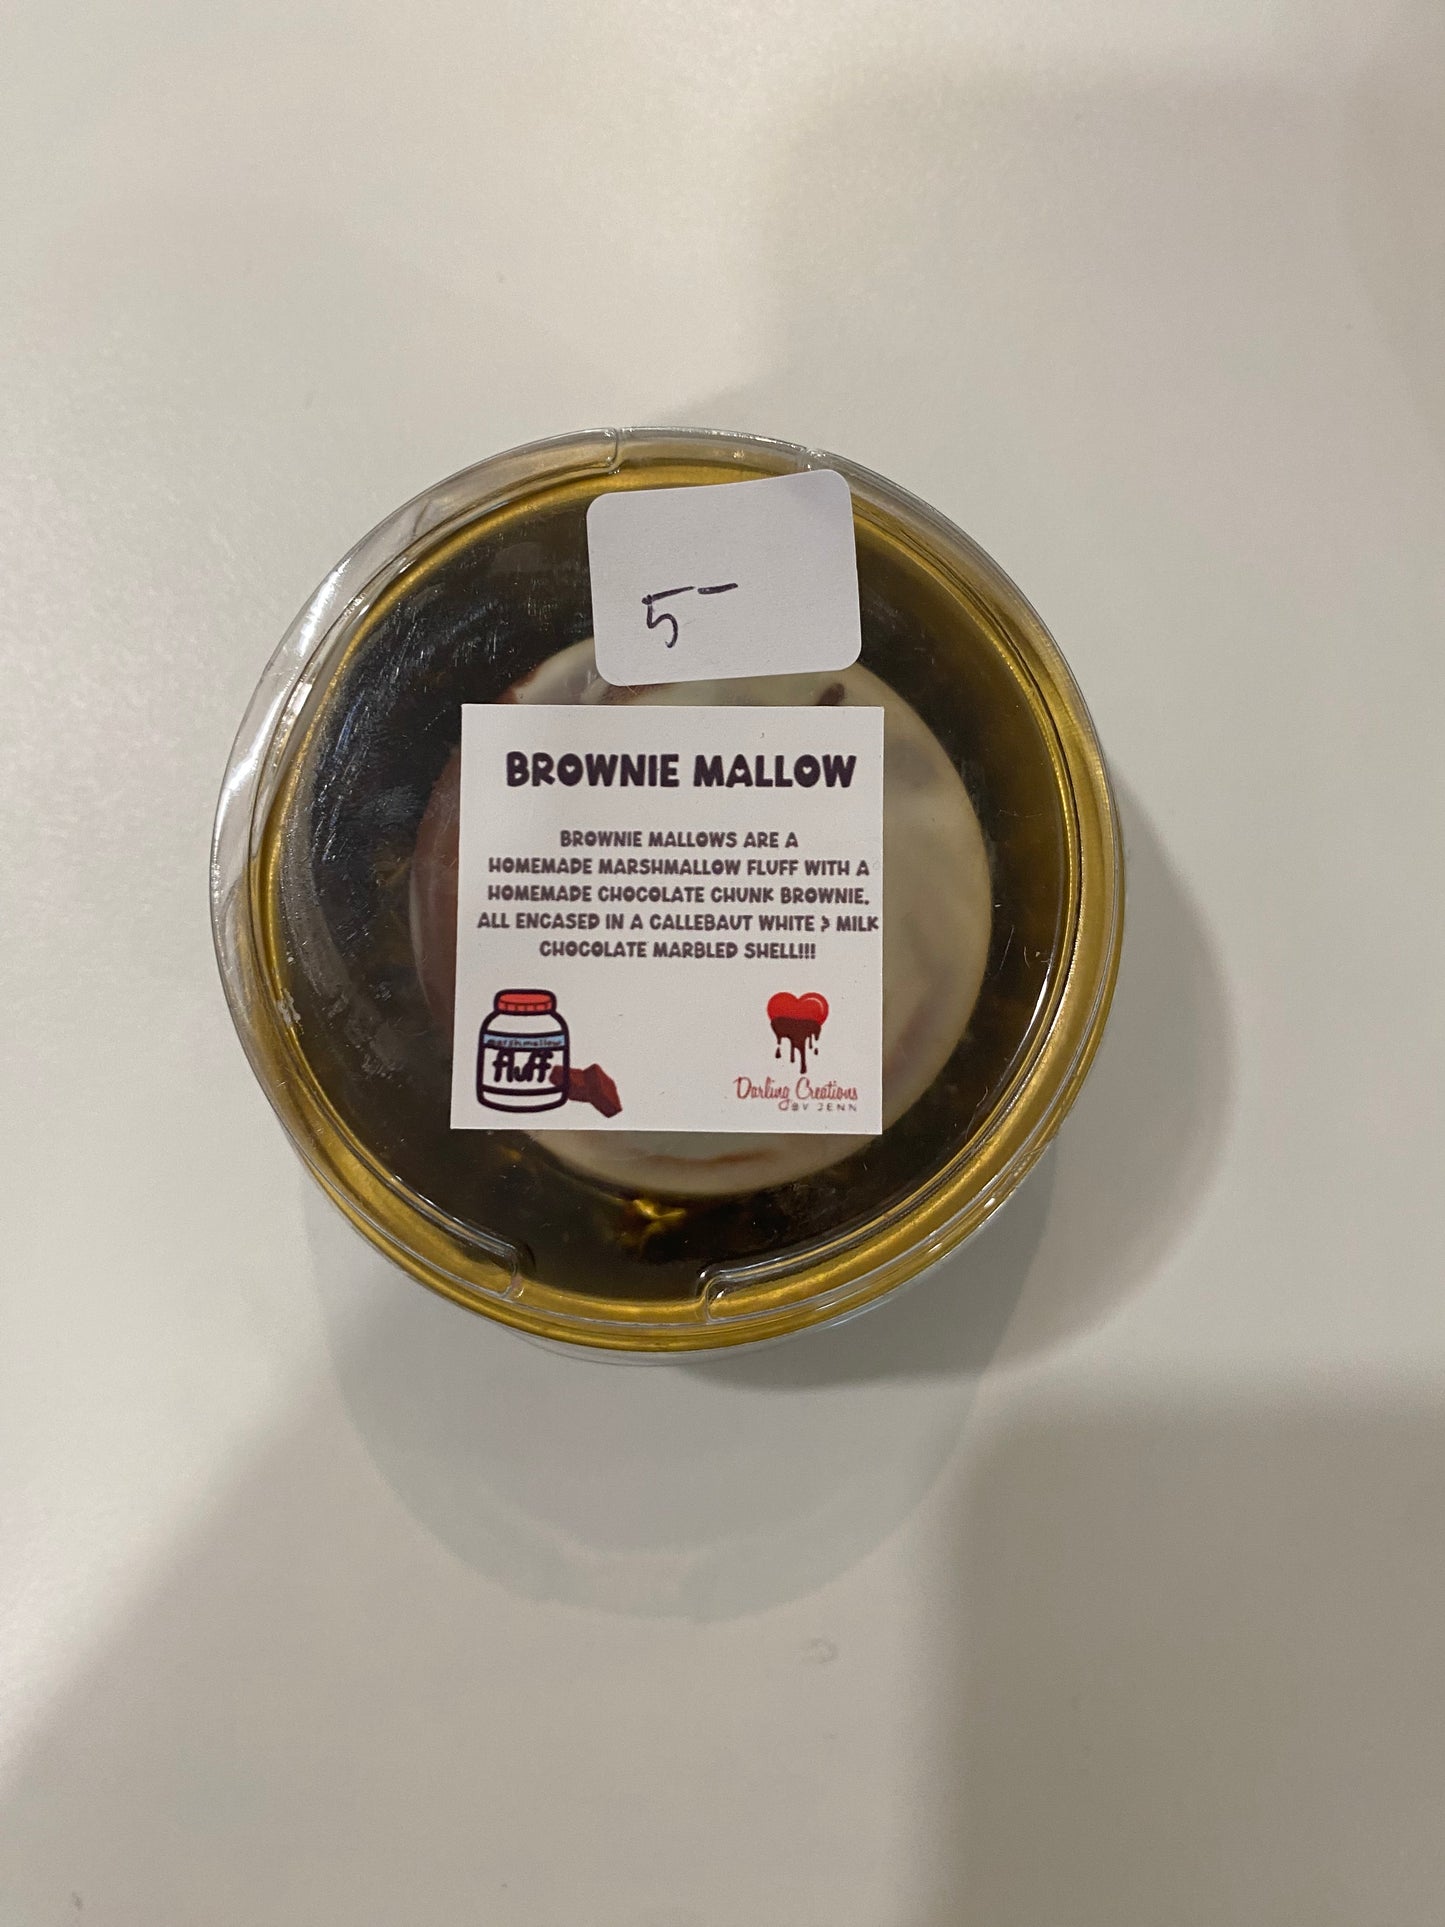 5-
BROWNIE MALLOW
BROWNIE MALLOWS ARE A
HOMEMADE MARSHMALLOW FLUFF WITH A
HOMEMADE CHOCOLATE CHUNK BROWNIE.
ALL ENCASED IN A CALLEBAUT WHITE & MILK
CHOCOLATE MARBLED SHELL!!!
marshmallow
fluff
Darling Creations
BY JENN